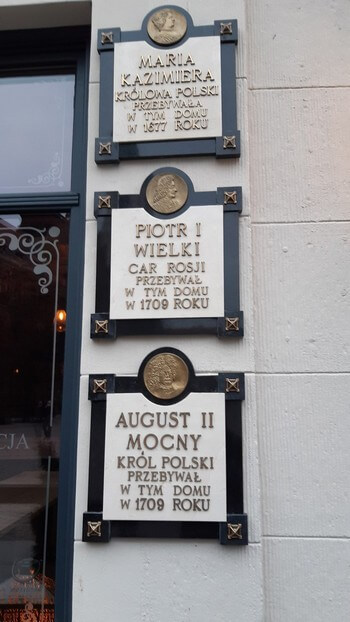 MARIA
KAZIMIERA
KRÓLOWA POLSKI
PRZEBYWAŁA
W TYM DOMU
W 1677 ROKU
PIOTR I
WIELKI
CAR ROSJI
PRZEBYWAŁ
W TYM DOMU
W 1709 ROKU
AUGUST II
MOCNY
KRÓL POLSKI
PRZEBYWAŁ
W TYM DOMU
W 1709 ROKU
CJA